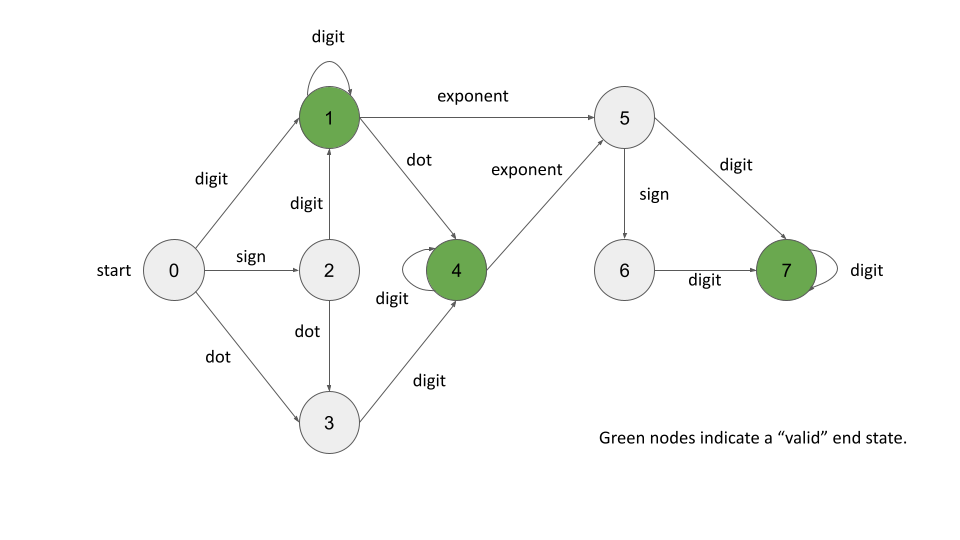 digit
1
exponent
5
dot
exponent
digit
digit
digit
sign
start
0
sign
2
4
6
7
digit
digit
digit
dot
dot
digit
3
Green nodes indicate a “valid” end state.